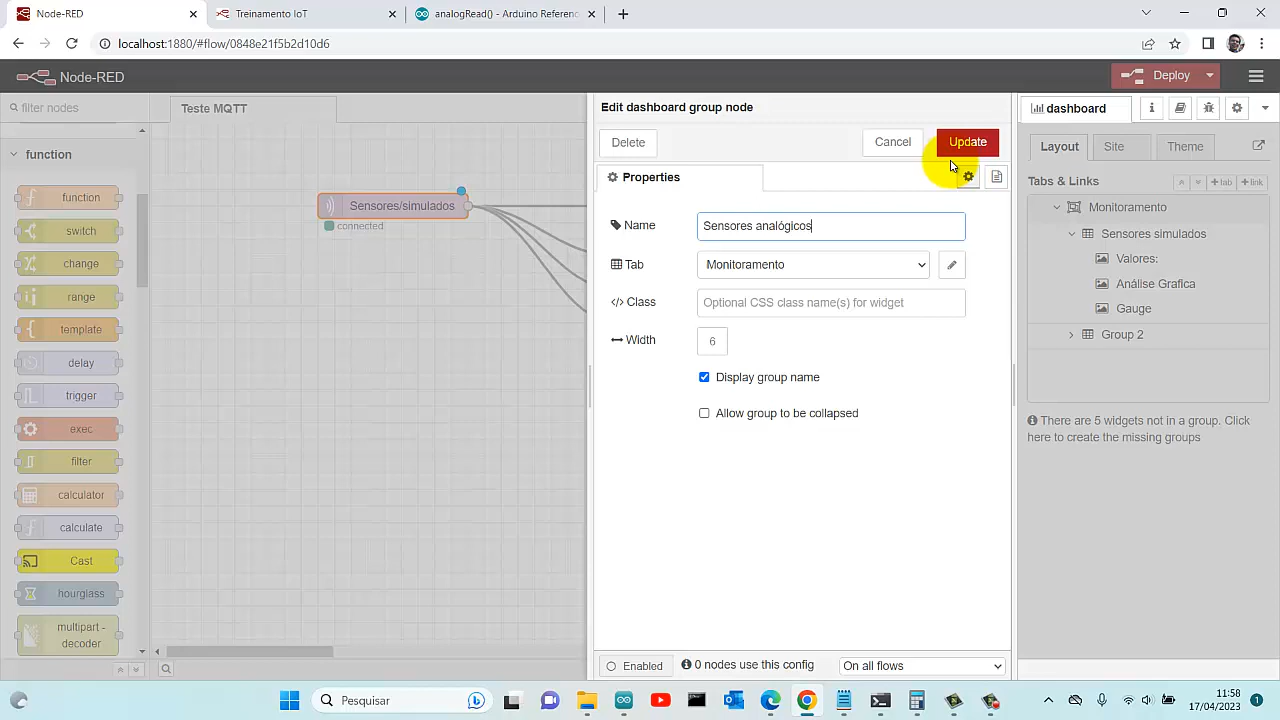 Node-RED
Treinamento IoT
analogRead() - Arduino Referenc
localhost:1880/#flow/0848e21f5b2d10d6
Node-RED
Deploy
filter nodes
Teste MQTT
Edit dashboard group node
dashboard
Delete
Cancel
Update
Layout
Site
Theme
function
Properties
Tabs & Links
tab
link
function
switch
change
range
template
delay
trigger
exec
filter
calculator
calculate
Cast
hourglass
multipart -
decoder
Sensores/simulados
connected
Name
Sensores analógicos
Tab
Monitoramento
</> Class
Optional CSS class name(s) for widget
Width
6
Display group name
Allow group to be collapsed
Monitoramento
Sensores simulados
Valores:
Análise Grafica
Gauge
Group 2
There are 5 widgets not in a group. Click
here to create the missing groups
Enabled
0 nodes use this config
On all flows
Pesquisar
11:58
17/04/2023
1